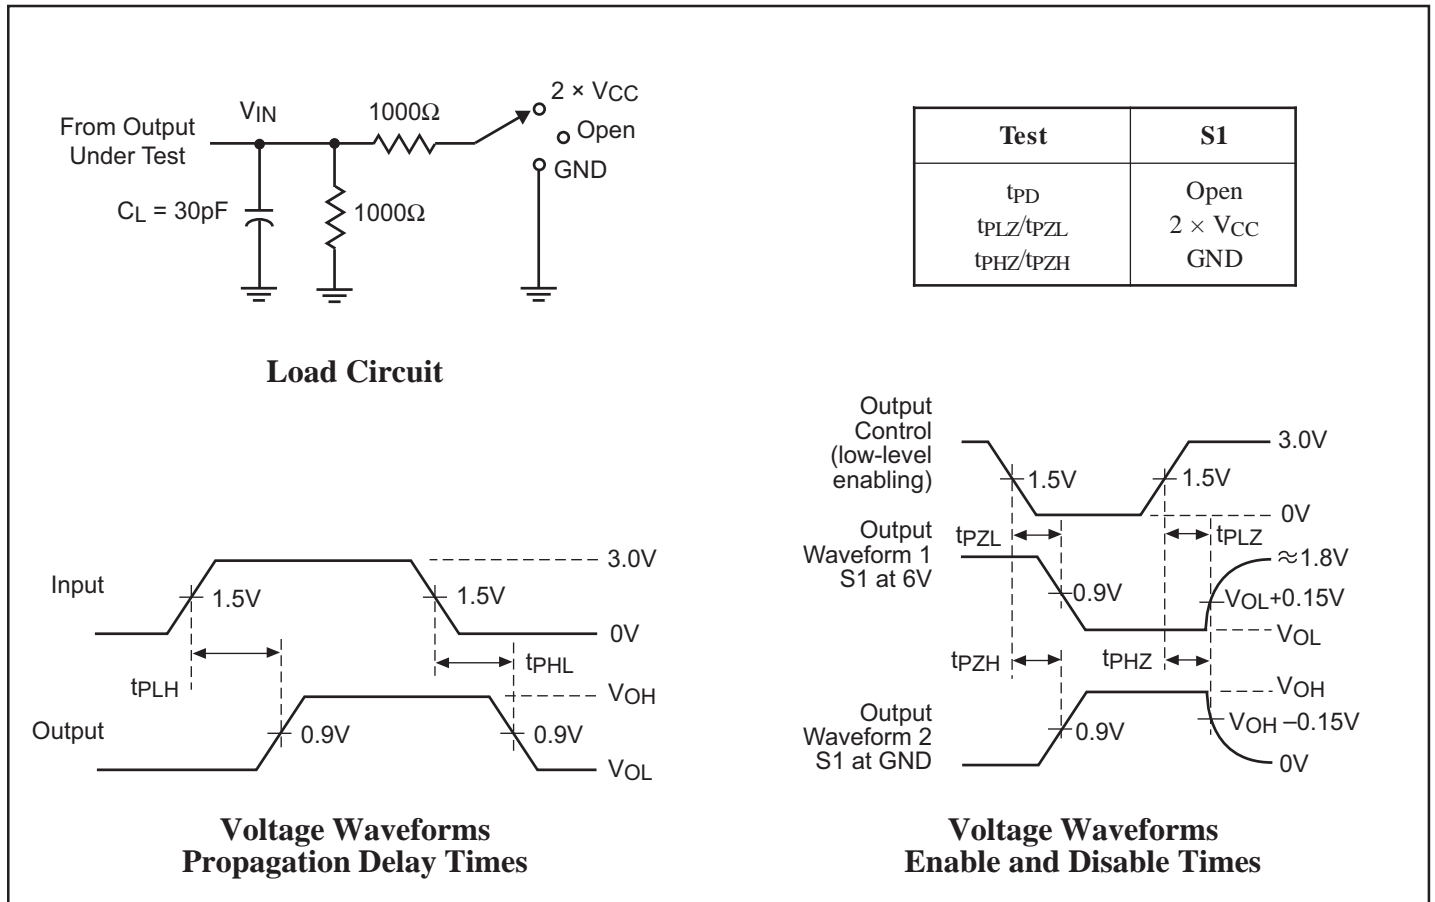 2 × VCC
VIN
1000Ω
From Output
Under Test
Open
GND
CL = 30pF
1000Ω
Load Circuit
Test S1
tPD Open
tPLZ/tPZL 2 × VCC
tPHZ/tPZH GND
Input
1.5V
1.5V
3.0V
0V
tPLH
tPHL
Output
0.9V
0.9V
VOH
VOL
Voltage Waveforms
Propagation Delay Times
Output
Control
(low-level
enabling)
1.5V
1.5V
3.0V
0V
Output
Waveform 1
S1 at 6V
tPZL
tPLZ
≈1.8V
0.9V
VOL+0.15V
VOL
tPZH
tPHZ
Output
Waveform 2
S1 at GND
0.9V
VOH
VOH –0.15V
0V
Voltage Waveforms
Enable and Disable Times